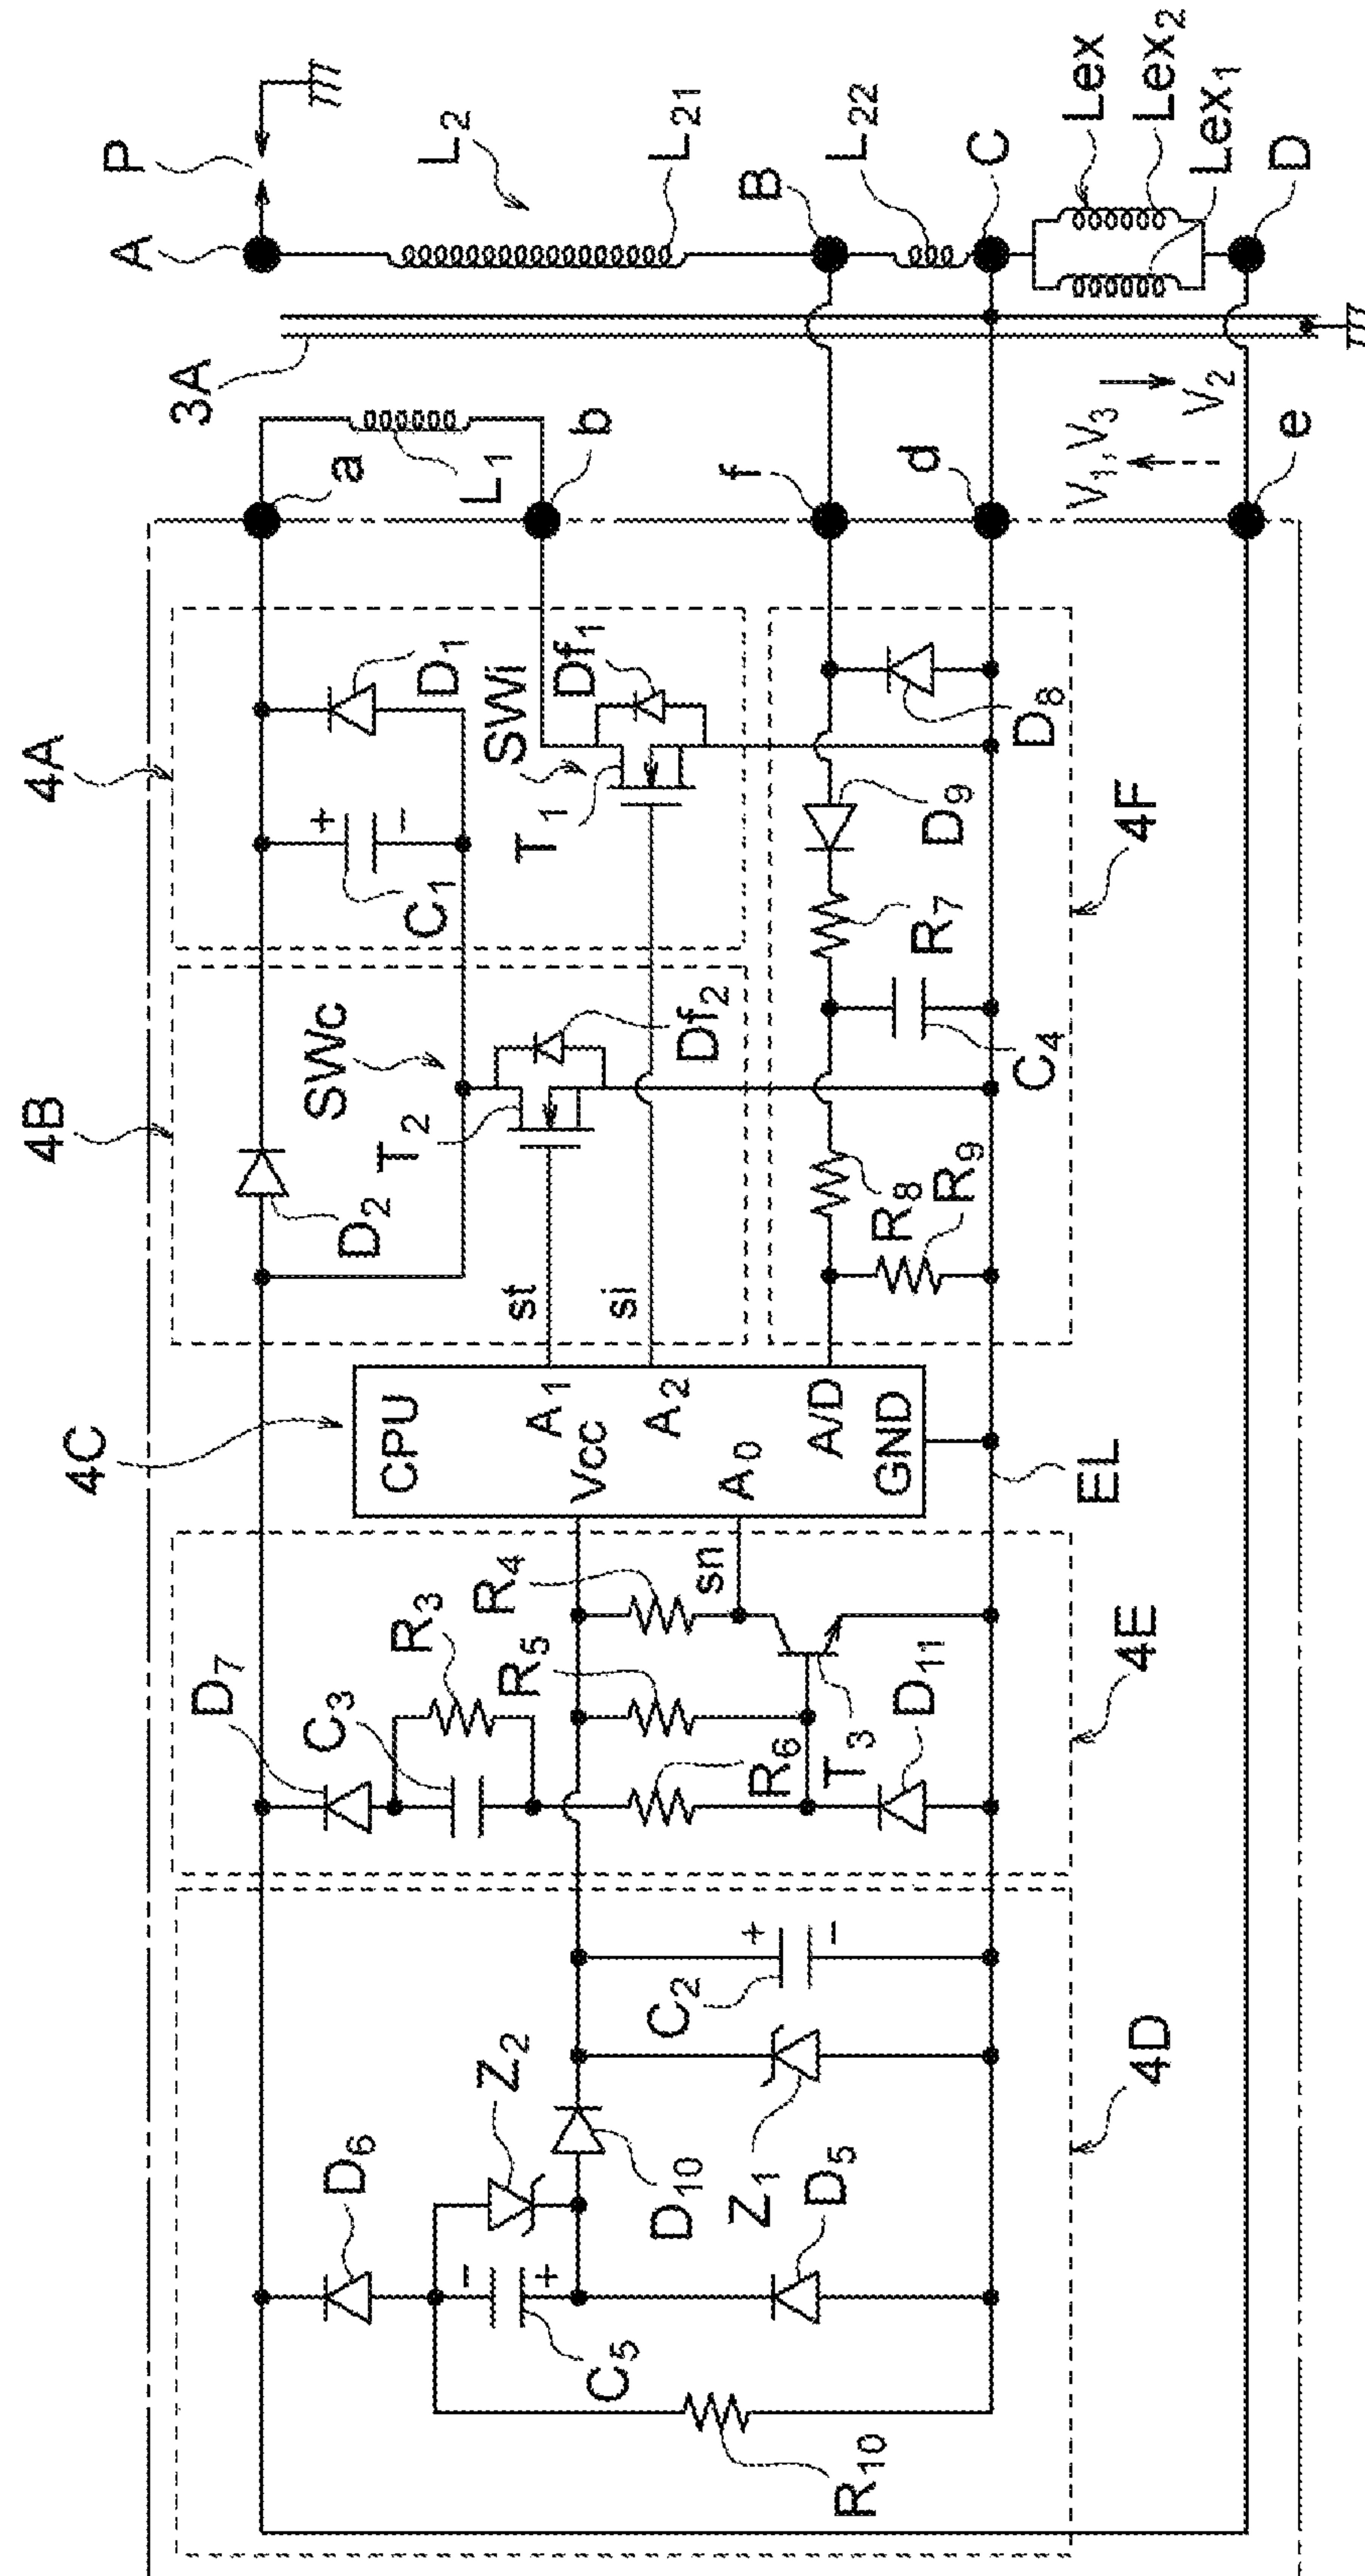 4D
4E
4C
4B
4A
P
A
D₆
Z₂
D₇
C₃
R₃
R₅
R₄
CPU
A₁
Vcc
A₂
A₀
A/D
GND
st
si
sn
D₂
T₂
SWc
Df₂
C₁
D₁
SWi
T₁
Df₁
a
L₁
b
3A
L₂
L₂₁
B
L₂₂
C
Lex
Lex₂
Lex₁
D
C₅
+
−
D₁₀
Z₁
D₅
C₂
+
−
R₆
T₃
D₁₁
R₈
R₉
C₄
R₇
D₉
D₈
f
d
e
V₁, V₃
V₂
R₁₀
EL
4F
+
−